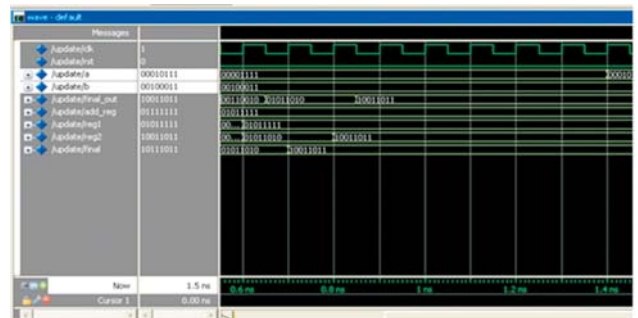 wave - default
Messages
/update/clk 1
/update/rst 0
/update/a 00010111 00001111 00010
/update/b 00100011 00100011
/update/final_out 10011011 00110010 01011010 10011011
/update/add_reg 01111111 01011111
/update/reg1 01011111 00... 01011111
/update/reg2 10011011 00... 01011010 10011011
/update/final 10111011 01011010 10011011
Now 1.5 ns 0.6 ns 0.8 ns 1 ns 1.2 ns 1.4 ns
Cursor 1 0.00 ns